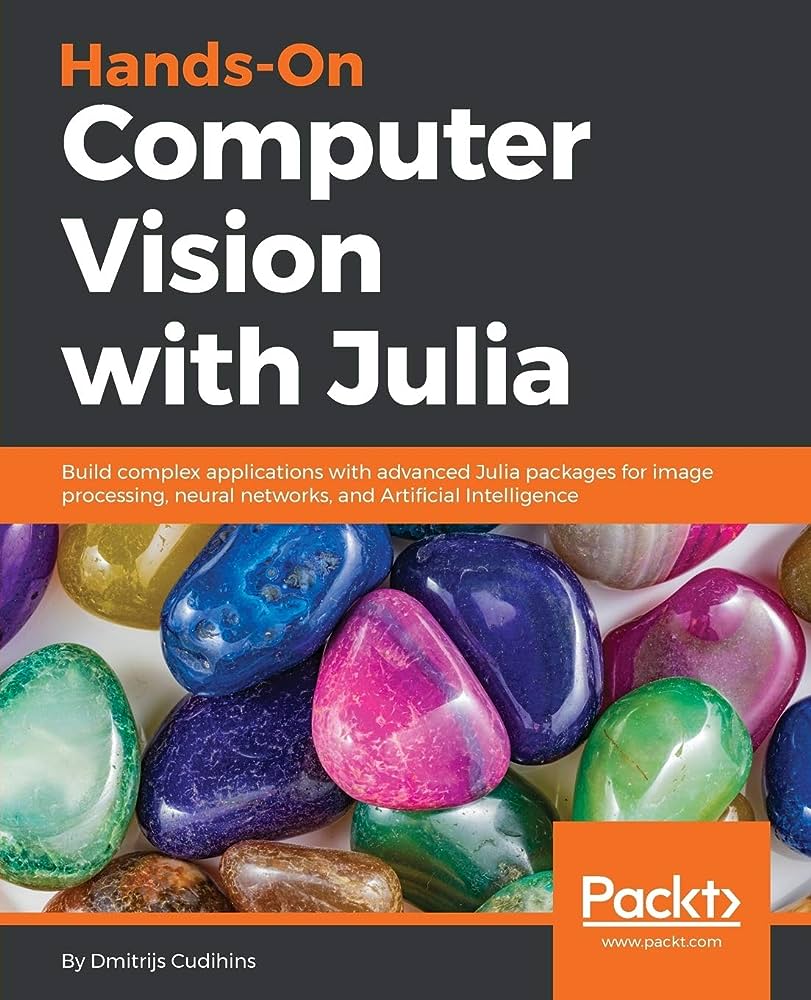 Hands-On
Computer
Vision
with Julia
Build complex applications with advanced Julia packages for image
processing, neural networks, and Artificial Intelligence
Packt>
www.packt.com
By Dmitrijs Cudihins